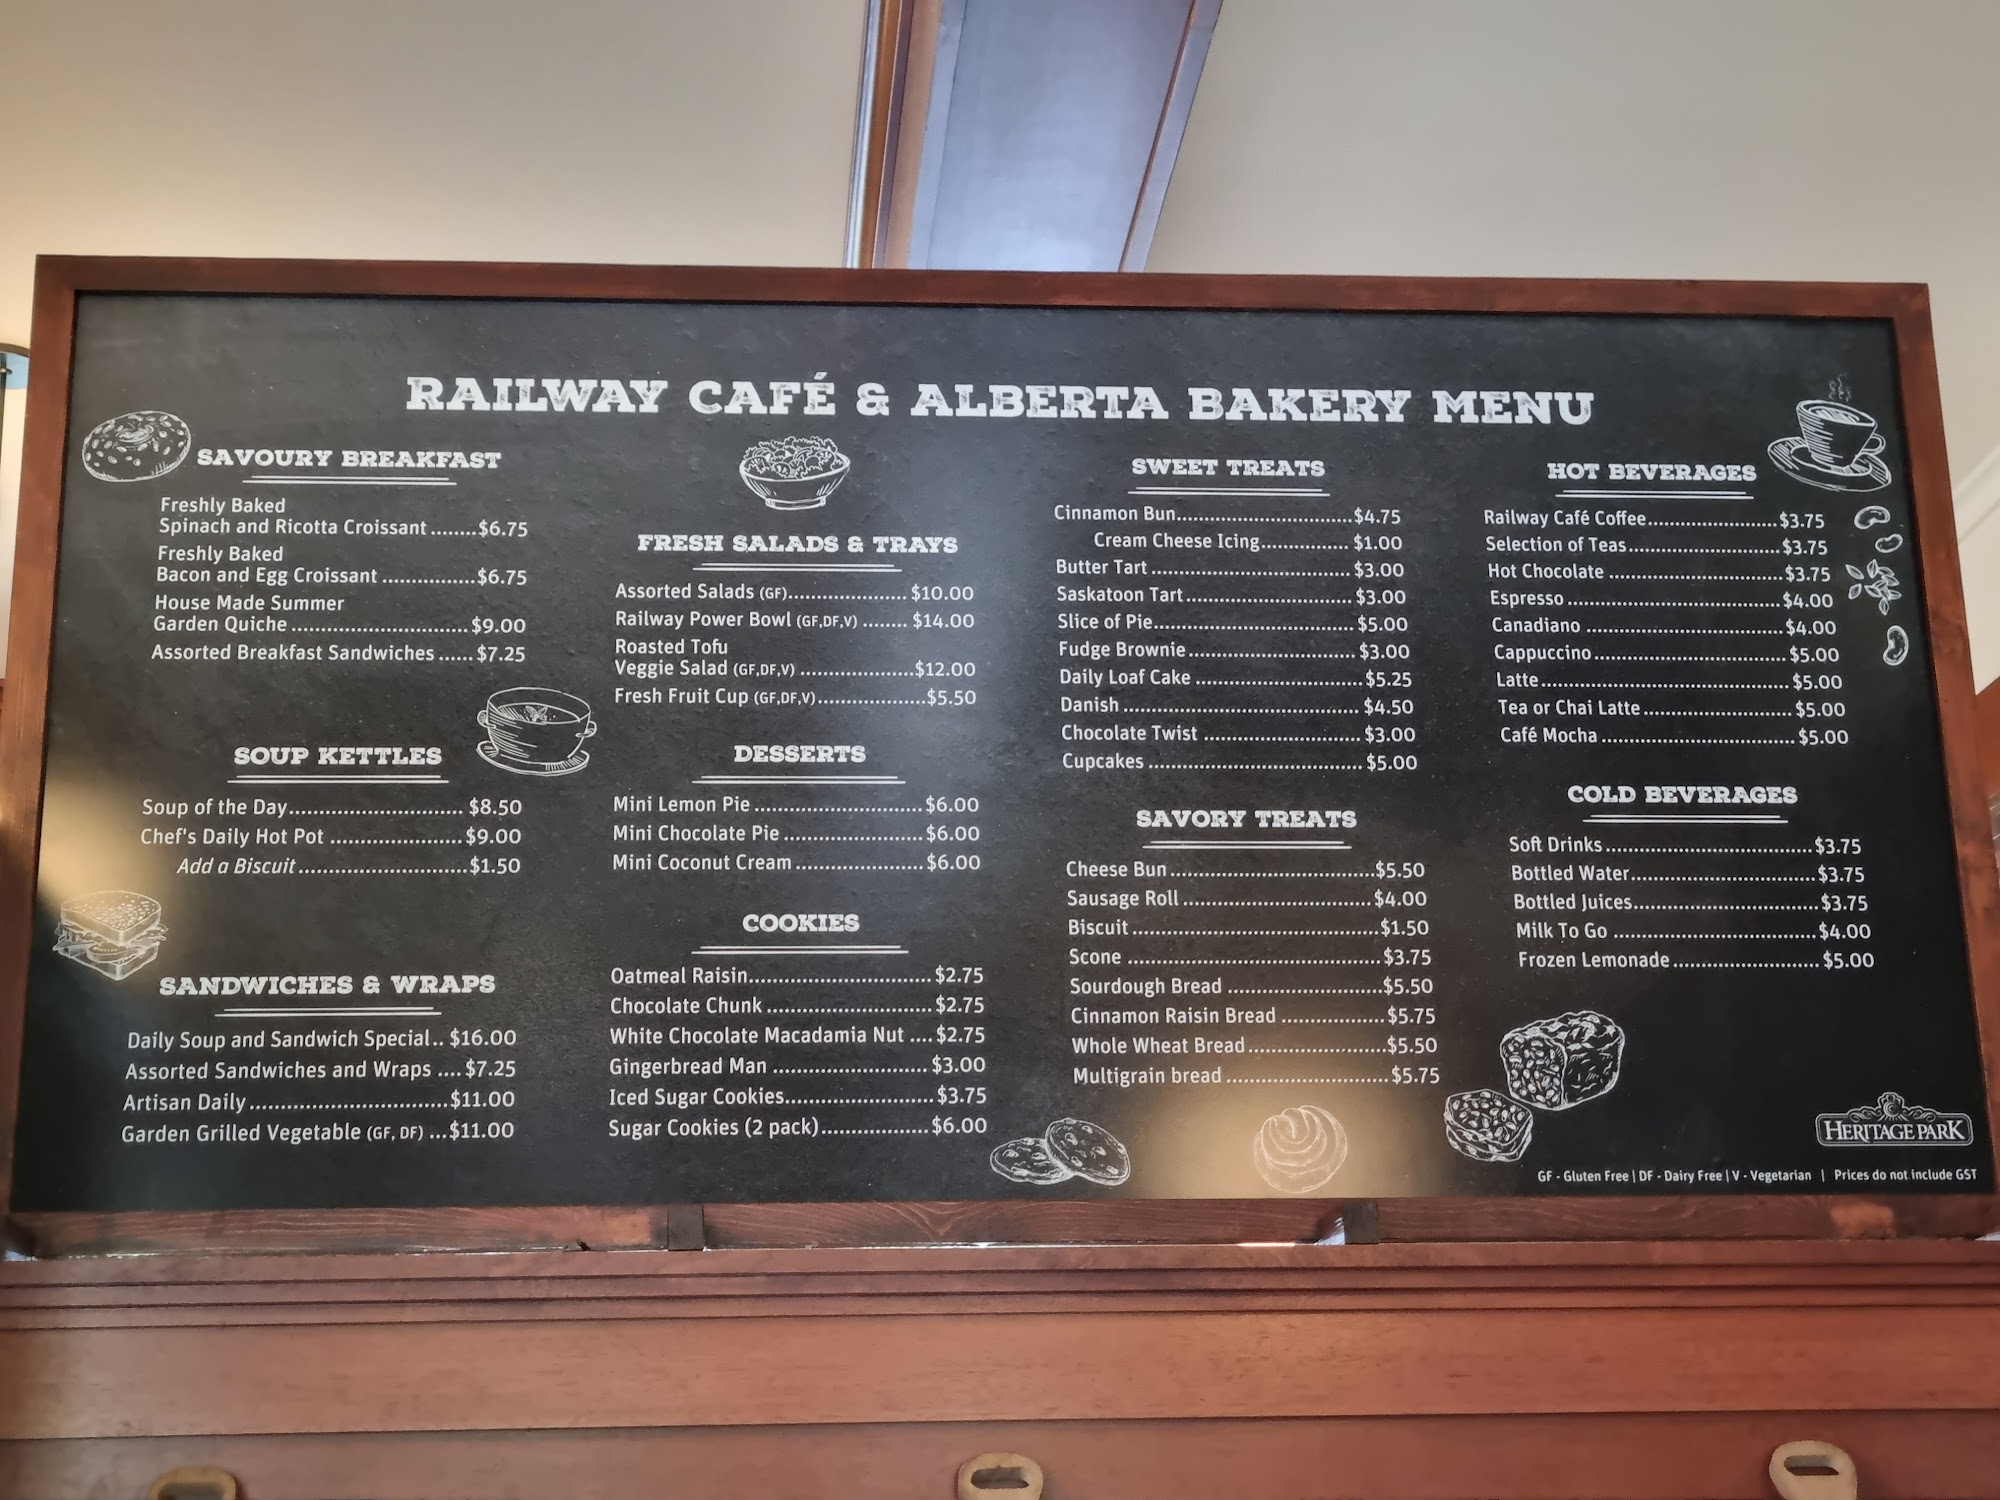 RAILWAY CAFÉ & ALBERTA BAKERY MENU
SAVOURY BREAKFAST
Freshly Baked
Spinach and Ricotta Croissant ........$6.75
Freshly Baked
Bacon and Egg Croissant ...............$6.75
House Made Summer
Garden Quiche .............................$9.00
Assorted Breakfast Sandwiches ......$7.25
SOUP KETTLES
Soup of the Day............................. $8.50
Chef's Daily Hot Pot ......................$9.00
Add a Biscuit ............................$1.50
SANDWICHES & WRAPS
Daily Soup and Sandwich Special.. $16.00
Assorted Sandwiches and Wraps .... $7.25
Artisan Daily .................................$11.00
Garden Grilled Vegetable (GF, DF) ...$11.00
FRESH SALADS & TRAYS
Assorted Salads (GF).................... $10.00
Railway Power Bowl (GF,DF,V) ........ $14.00
Roasted Tofu
Veggie Salad (GF,DF,V) ...................$12.00
Fresh Fruit Cup (GF,DF,V)..................$5.50
DESSERTS
Mini Lemon Pie ............................$6.00
Mini Chocolate Pie .......................$6.00
Mini Coconut Cream ......................$6.00
COOKIES
Oatmeal Raisin.............................. $2.75
Chocolate Chunk ............................ $2.75
White Chocolate Macadamia Nut .... $2.75
Gingerbread Man .......................... $3.00
Iced Sugar Cookies......................... $3.75
Sugar Cookies (2 pack)................... $6.00
SWEET TREATS
Cinnamon Bun...............................$4.75
Cream Cheese Icing............... $1.00
Butter Tart ................................... $3.00
Saskatoon Tart.............................. $3.00
Slice of Pie.................................... $5.00
Fudge Brownie.............................. $3.00
Daily Loaf Cake ..............................$5.25
Danish .......................................... $4.50
Chocolate Twist ............................ $3.00
Cupcakes ...................................... $5.00
SAVORY TREATS
Cheese Bun ...................................$5.50
Sausage Roll ................................. $4.00
Biscuit ..........................................$1.50
Scone ............................................$3.75
Sourdough Bread ...........................$5.50
Cinnamon Raisin Bread .................. $5.75
Whole Wheat Bread........................$5.50
Multigrain bread ............................ $5.75
HOT BEVERAGES
Railway Café Coffee....................... $3.75
Selection of Teas........................... $3.75
Hot Chocolate ............................... $3.75
Espresso ....................................... $4.00
Canadiano .................................... $4.00
Cappuccino ................................... $5.00
Latte............................................. $5.00
Tea or Chai Latte........................... $5.00
Café Mocha ................................... $5.00
COLD BEVERAGES
Soft Drinks ....................................$3.75
Bottled Water................................ $3.75
Bottled Juices................................ $3.75
Milk To Go .................................... $4.00
Frozen Lemonade .......................... $5.00
HERITAGE PARK
GF - Gluten Free | DF - Dairy Free | V - Vegetarian | Prices do not include GST